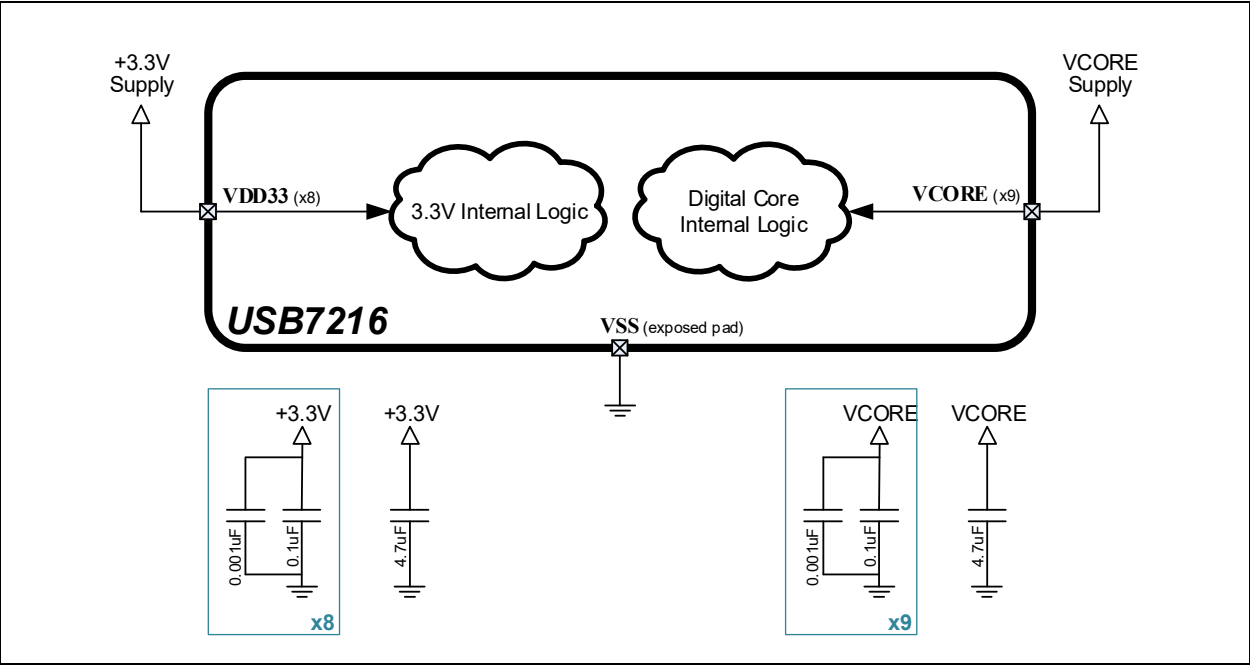 +3.3V
Supply
VCORE
Supply
VDD33 (x8)
3.3V Internal Logic
Digital Core
Internal Logic
VCORE (x9)
USB7216
VSS (exposed pad)
+3.3V
+3.3V
VCORE
VCORE
0.001uF
0.1uF
4.7uF
0.001uF
0.1uF
4.7uF
x8
x9